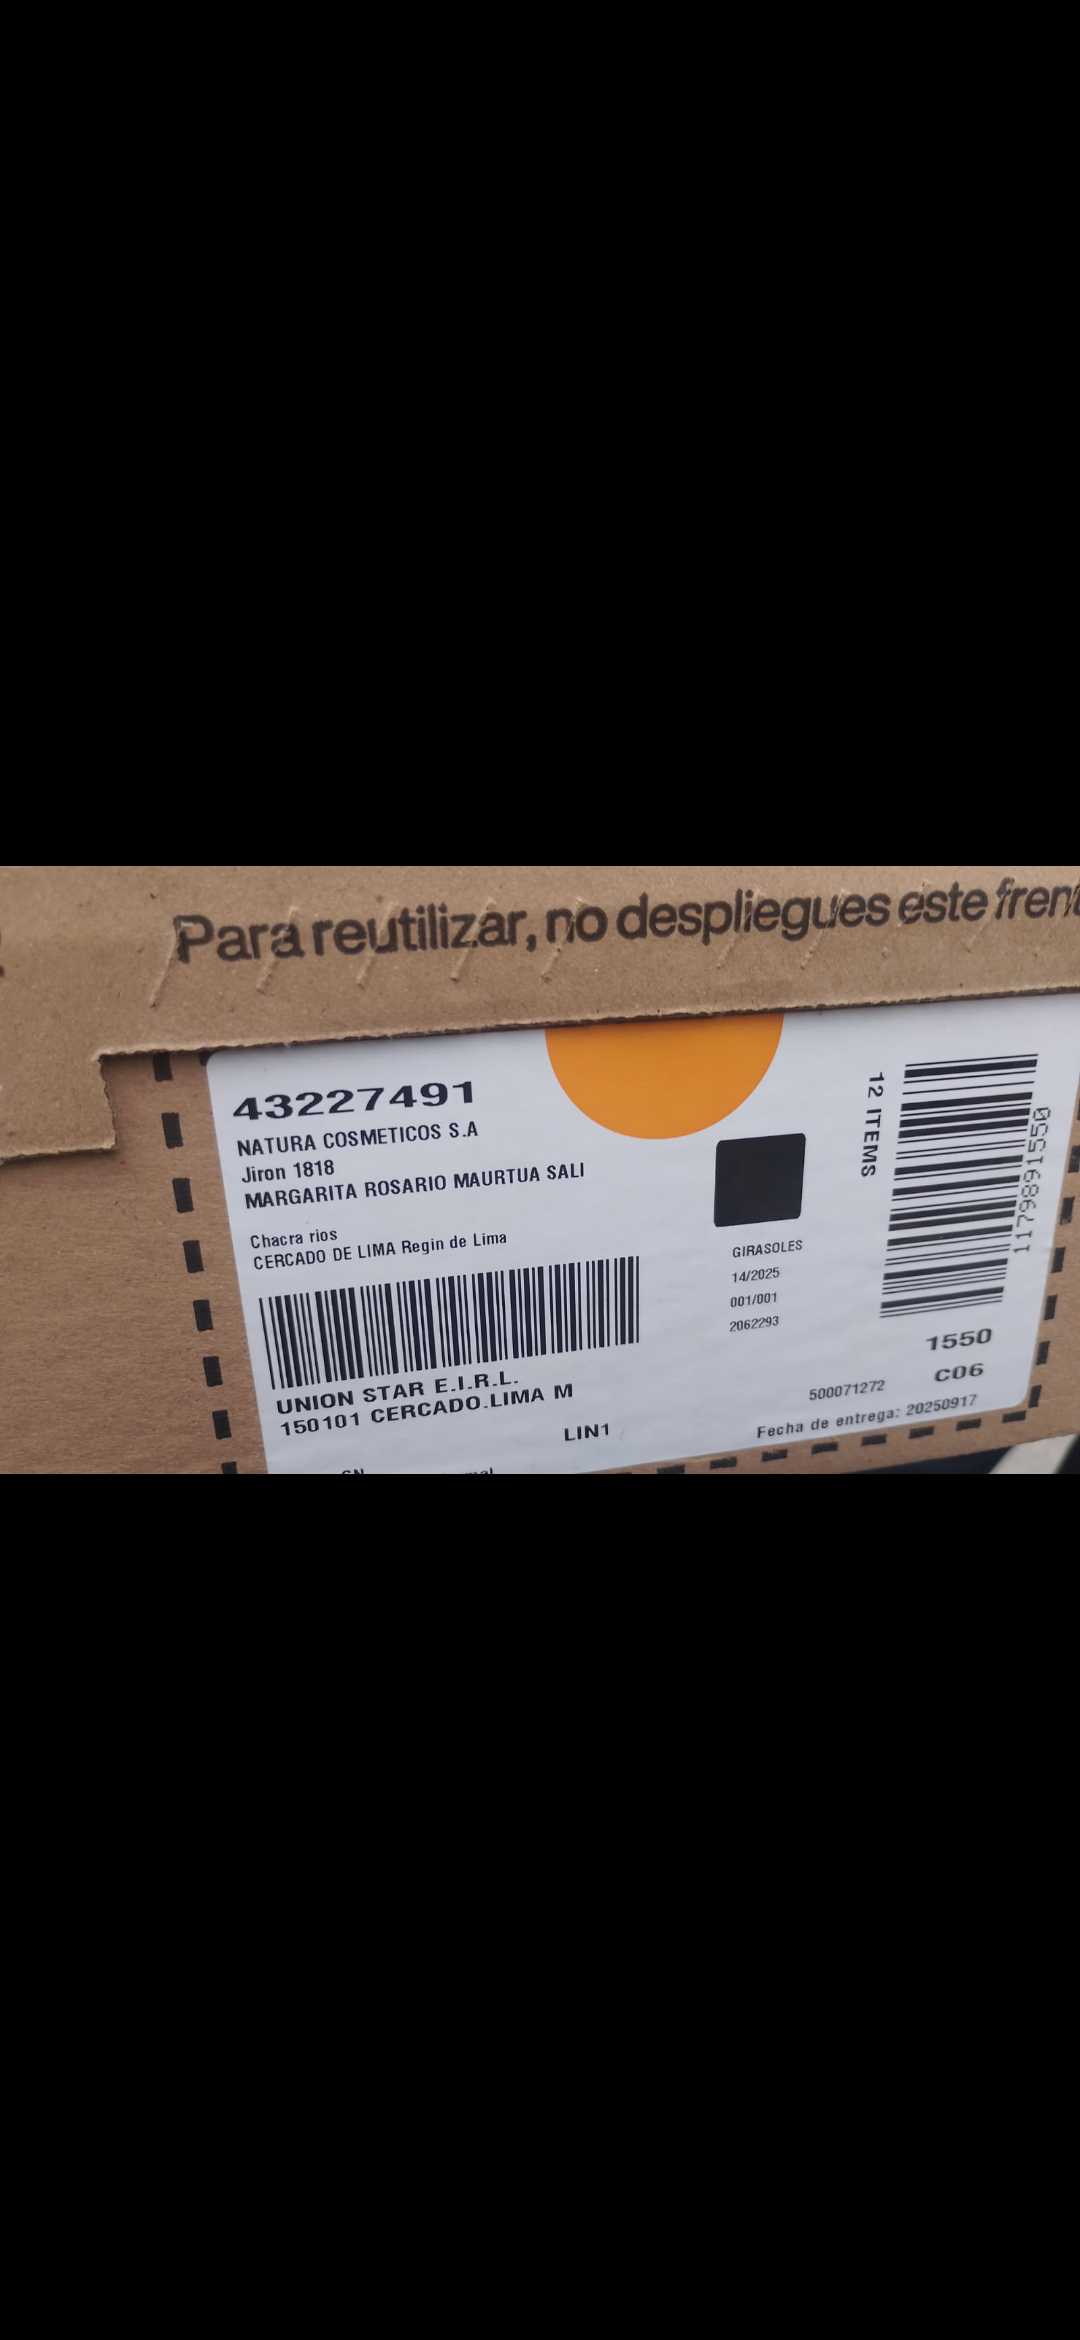 Para reutilizar, no despliegues este
43227491
NATURA COSMETICOS S.A
Jiron 1818
MARGARITA ROSARIO MAURTUA SALI
Chacra rios
CERCADO DE LIMA Regin de Lima
UNION STAR E.I.R.L.
150101 CERCADO.LIMA M
LIN1
GIRASOLES
14/2025
001/001
2062293
12 ITEMS
1179891550
1550
C06
500071272
Fecha de entrega: 20250917